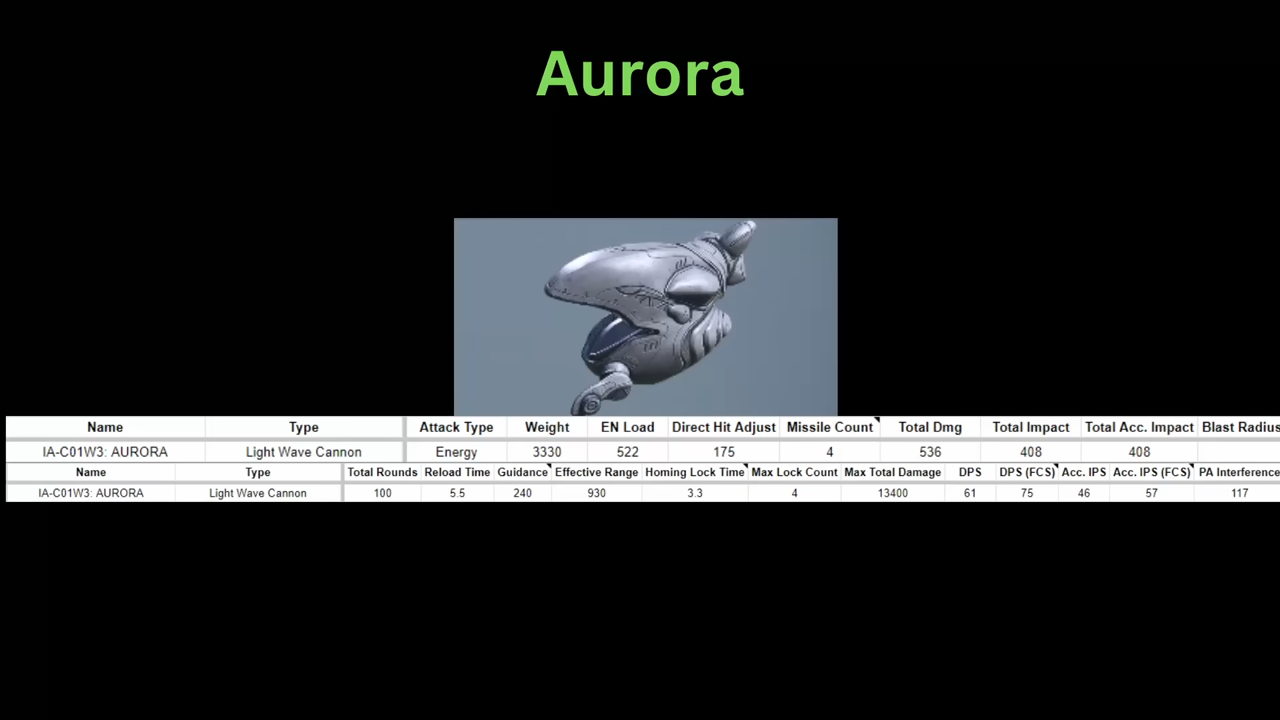 Aurora
Name Type Attack Type Weight EN Load Direct Hit Adjust Missile Count Total Dmg Total Impact Total Acc. Impact Blast Radius
IA-C01W3: AURORA Light Wave Cannon Energy 3330 522 175 4 536 408 408
Name Type Total Rounds Reload Time Guidance Effective Range Homing Lock Time Max Lock Count Max Total Damage DPS DPS (FCS) Acc. IPS Acc. IPS (FCS) PA Interference
IA-C01W3: AURORA Light Wave Cannon 100 5.5 240 930 3.3 4 13400 61 75 46 57 117